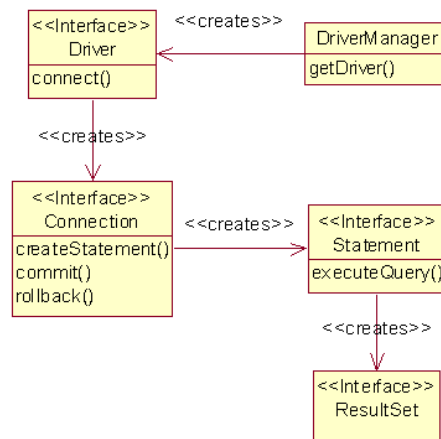 <<creates>>
<<Interface>>
Driver
connect()
DriverManager
getDriver()
<<creates>>
<<Interface>>
Connection
createStatement()
commit()
rollback()
<<creates>>
<<Interface>>
Statement
executeQuery()
<<creates>>
<<Interface>>
ResultSet